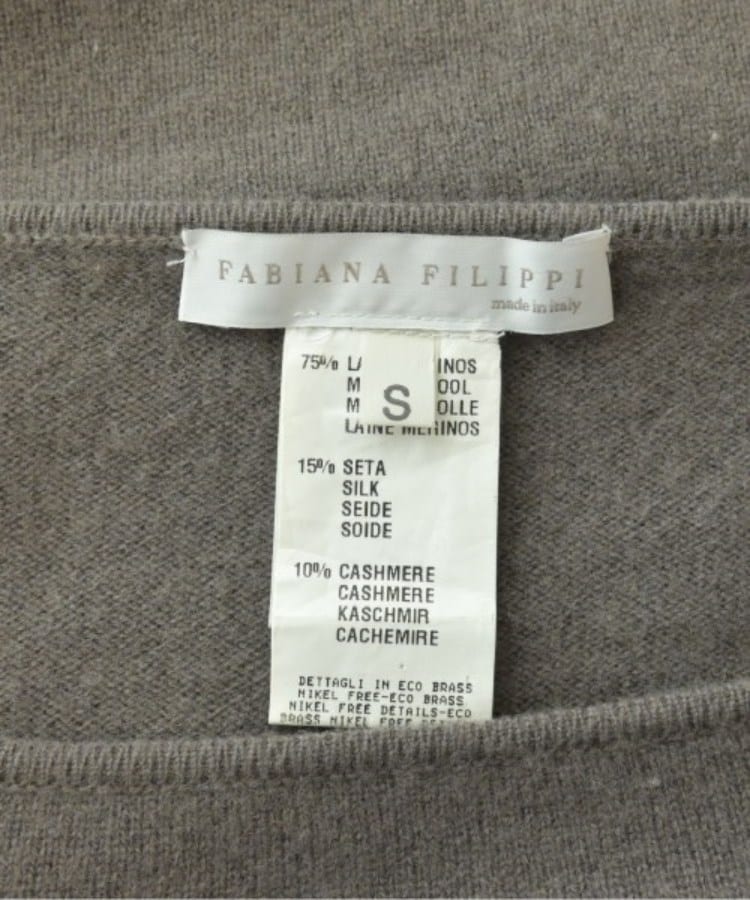 FABIANA FILIPPI
made in italy
S
75% INOS
OOL
OLLE
LAINE MERINOS
15% SETA
SILK
SEIDE
SOIDE
10% CASHMERE
CASHMERE
KASCHMIR
CACHEMIRE
DETTAGLI IN ECO BRASS
NIKEL FREE-ECO BRASS
NIKEL FREE DETAILS-ECO
BRASS NIKEL FREE